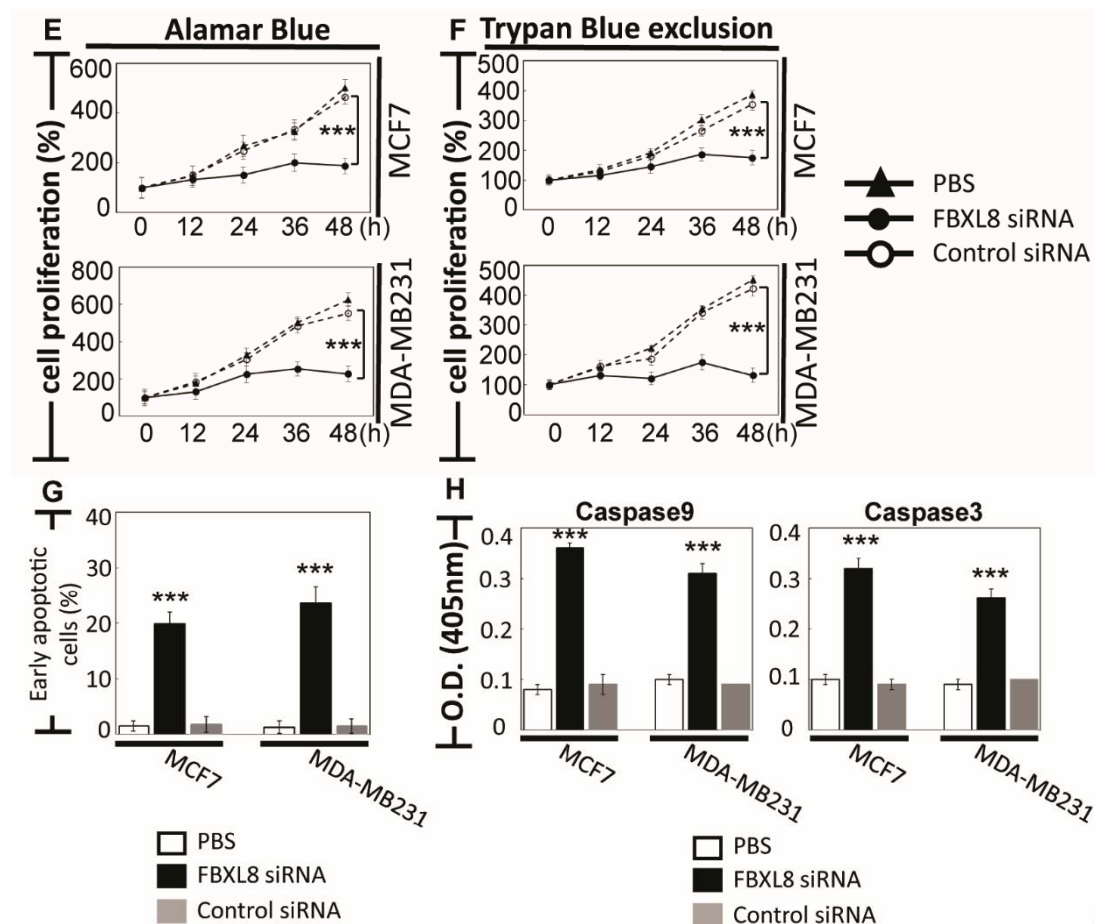 E
Alamar Blue
F
Trypan Blue exclusion
cell proliferation (%)
600
400
200
0
0 12 24 36 48(h)
***
MCF7
800
600
400
200
0
0 12 24 36 48(h)
***
MDA-MB231
cell proliferation (%)
500
400
300
200
100
0
0 12 24 36 48(h)
***
MCF7
500
400
300
200
100
0
0 12 24 36 48(h)
***
MDA-MB231
PBS
FBXL8 siRNA
Control siRNA
G
Early apoptotic
cells (%)
40
30
20
10
0
***
***
MCF7
MDA-MB231
PBS
FBXL8 siRNA
Control siRNA
H
O.D. (405nm)
Caspase9
0.4
0.3
0.2
0.1
0
***
***
MCF7
MDA-MB231
Caspase3
0.4
0.3
0.2
0.1
0
***
***
MCF7
MDA-MB231
PBS
FBXL8 siRNA
Control siRNA